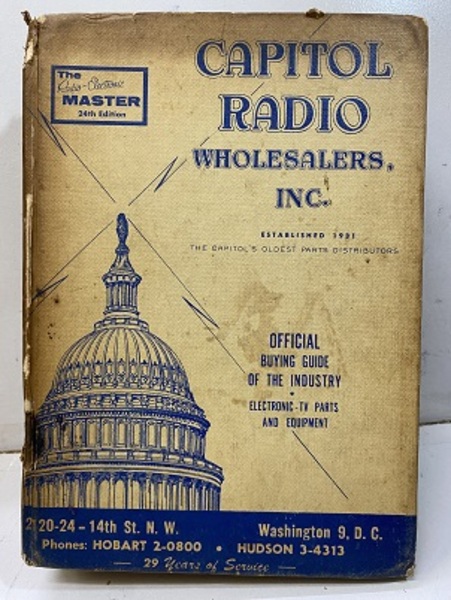 The
Radio-Electronic
MASTER
24th Edition
CAPITOL
RADIO
WHOLESALERS,
INC.
ESTABLISHED 1931
THE CAPITOL'S OLDEST PARTS DISTRIBUTORS
OFFICIAL
BUYING GUIDE
OF THE INDUSTRY
•
ELECTRONIC-TV PARTS
AND EQUIPMENT
2120-24 - 14th St. N. W. Washington 9, D. C.
Phones: HOBART 2-0800 • HUDSON 3-4313
— 29 Years of Service —